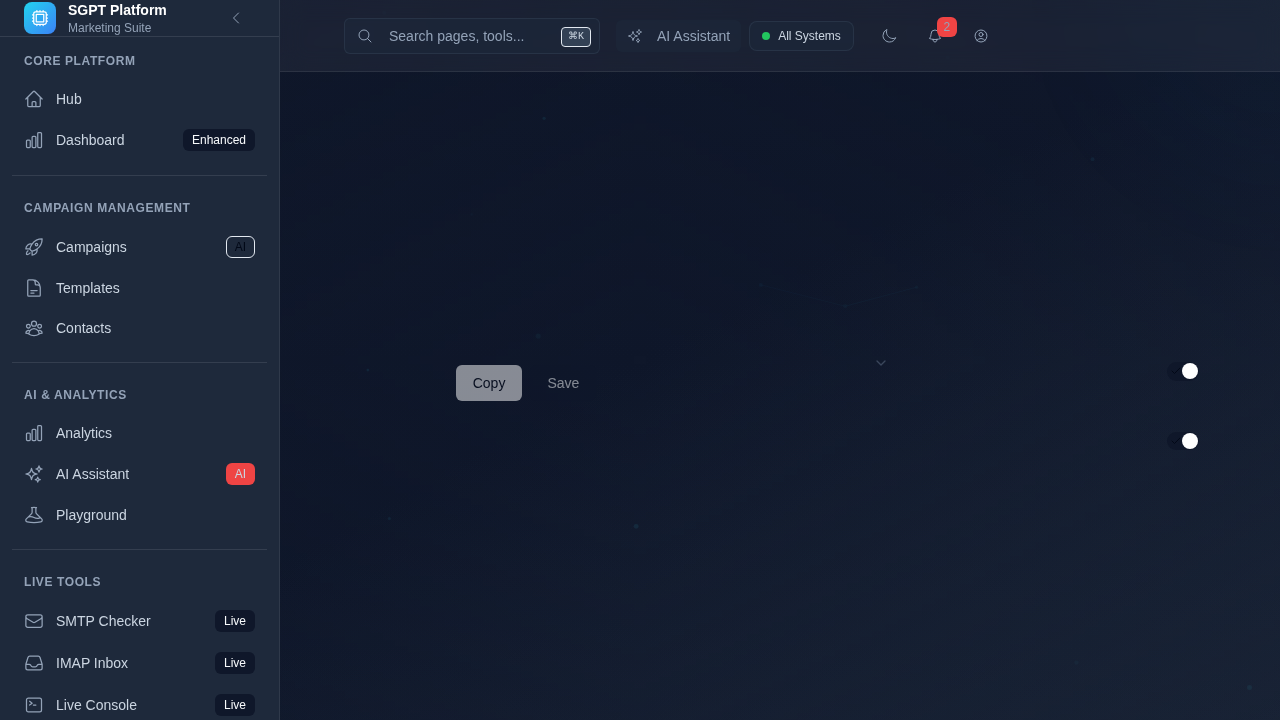 SGPT Platform
Marketing Suite
Search pages, tools...
⌘K
AI Assistant
All Systems
2
CORE PLATFORM
Hub
Dashboard
Enhanced
CAMPAIGN MANAGEMENT
Campaigns
AI
Templates
Contacts
Copy
Save
AI & ANALYTICS
Analytics
AI Assistant
AI
Playground
LIVE TOOLS
SMTP Checker
Live
IMAP Inbox
Live
Live Console
Live